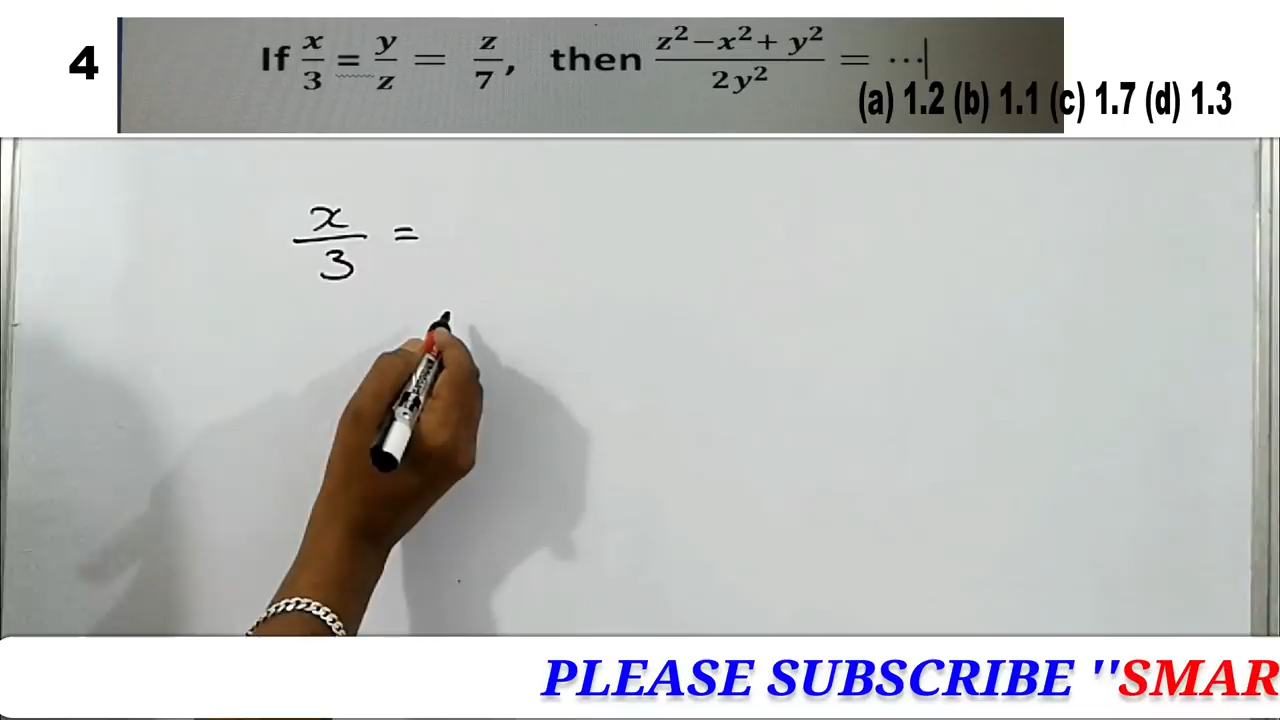 4 If x/3 = y/z = z/7, then (z² − x² + y²)/(2y²) = ⋯
(a) 1.2 (b) 1.1 (c) 1.7 (d) 1.3
x/3 =
PLEASE SUBSCRIBE ''SMAR